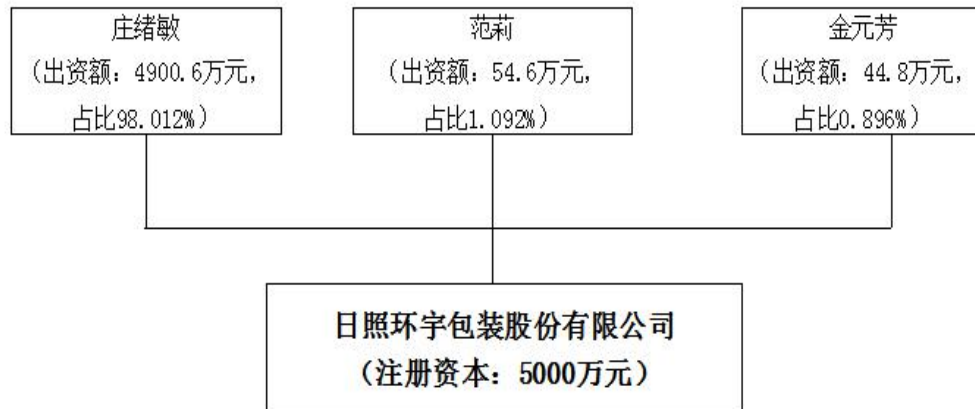 庄绪敏
（出资额：4900.6万元，
占比98.012%）
范莉
（出资额：54.6万元，
占比1.092%）
金元芳
（出资额：44.8万元，
占比0.896%）
日照环宇包装股份有限公司
（注册资本：5000万元）